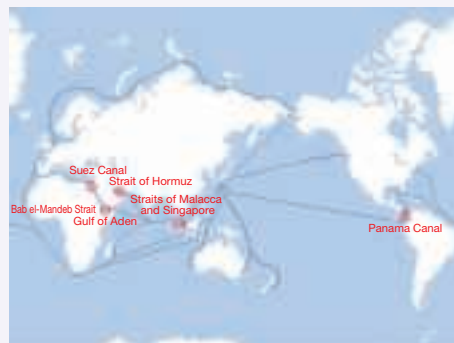 Suez Canal
Strait of Hormuz
Straits of Malacca
and Singapore
Bab el-Mandeb Strait
Gulf of Aden
Panama Canal